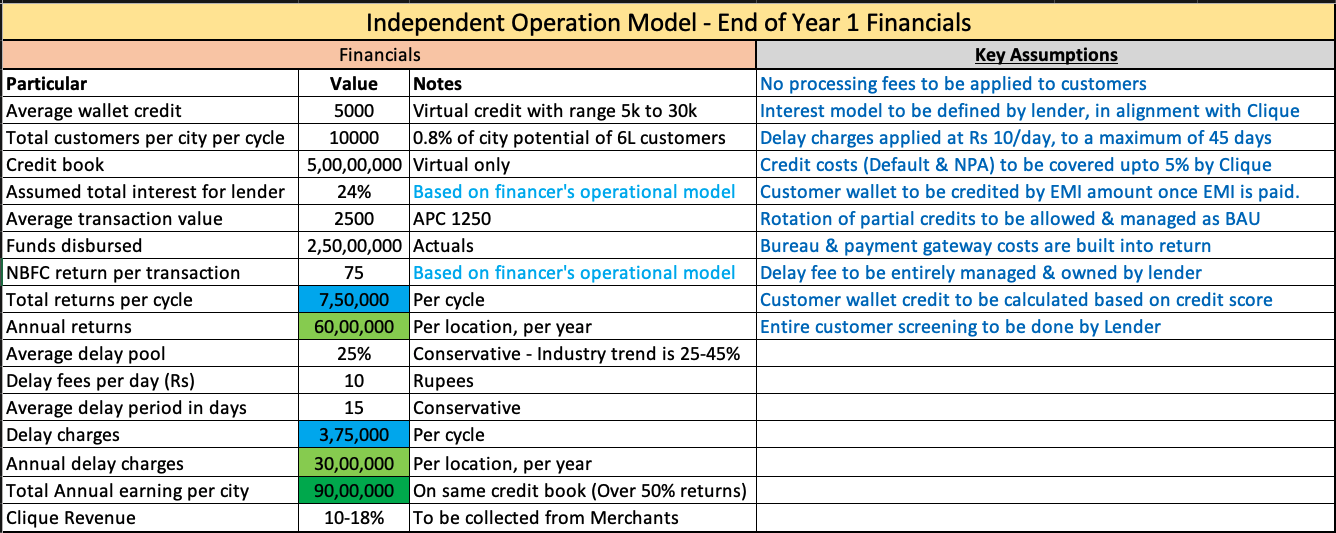 Independent Operation Model - End of Year 1 Financials
Financials Key Assumptions
Particular Value Notes No processing fees to be applied to customers
Average wallet credit 5000 Virtual credit with range 5k to 30k Interest model to be defined by lender, in alignment with Clique
Total customers per city per cycle 10000 0.8% of city potential of 6L customers Delay charges applied at Rs 10/day, to a maximum of 45 days
Credit book 5,00,00,000 Virtual only Credit costs (Default & NPA) to be covered upto 5% by Clique
Assumed total interest for lender 24% Based on financer's operational model Customer wallet to be credited by EMI amount once EMI is paid.
Average transaction value 2500 APC 1250 Rotation of partial credits to be allowed & managed as BAU
Funds disbursed 2,50,00,000 Actuals Bureau & payment gateway costs are built into return
NBFC return per transaction 75 Based on financer's operational model Delay fee to be entirely managed & owned by lender
Total returns per cycle 7,50,000 Per cycle Customer wallet credit to be calculated based on credit score
Annual returns 60,00,000 Per location, per year Entire customer screening to be done by Lender
Average delay pool 25% Conservative - Industry trend is 25-45%
Delay fees per day (Rs) 10 Rupees
Average delay period in days 15 Conservative
Delay charges 3,75,000 Per cycle
Annual delay charges 30,00,000 Per location, per year
Total Annual earning per city 90,00,000 On same credit book (Over 50% returns)
Clique Revenue 10-18% To be collected from Merchants